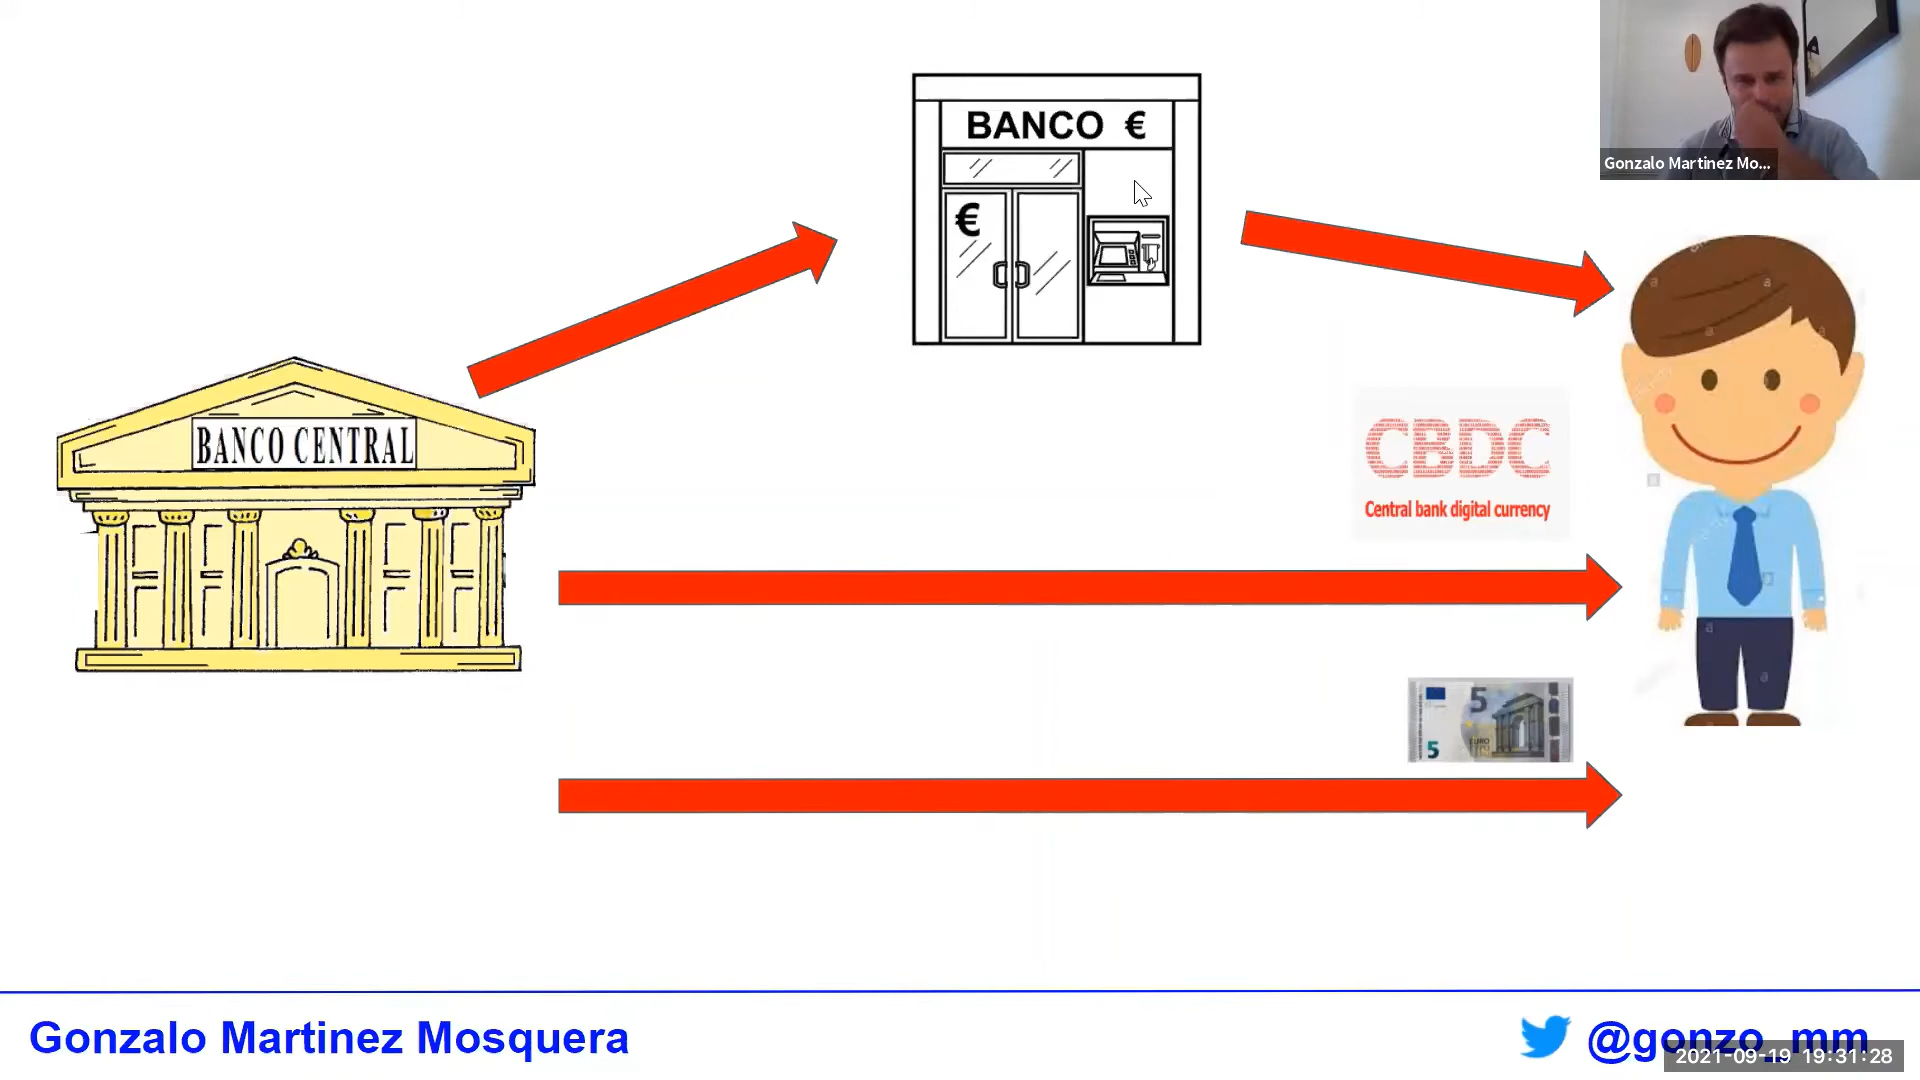 BANCO €
€
Gonzalo Martinez Mo...
BANCO CENTRAL
CBDC
Central bank digital currency
5
EURO
5
Gonzalo Martinez Mosquera
@gonzo_mm
2021-09-19 19:31:28